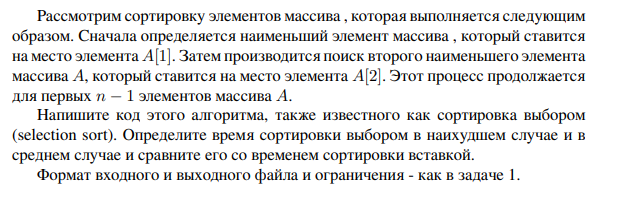 Рассмотрим сортировку элементов массива , которая выполняется следующим
образом. Сначала определяется наименьший элемент массива , который ставится
на место элемента A[1]. Затем производится поиск второго наименьшего элемента
массива A, который ставится на место элемента A[2]. Этот процесс продолжается
для первых n − 1 элементов массива A.
Напишите код этого алгоритма, также известного как сортировка выбором
(selection sort). Определите время сортировки выбором в наихудшем случае и в
среднем случае и сравните его со временем сортировки вставкой.
Формат входного и выходного файла и ограничения - как в задаче 1.